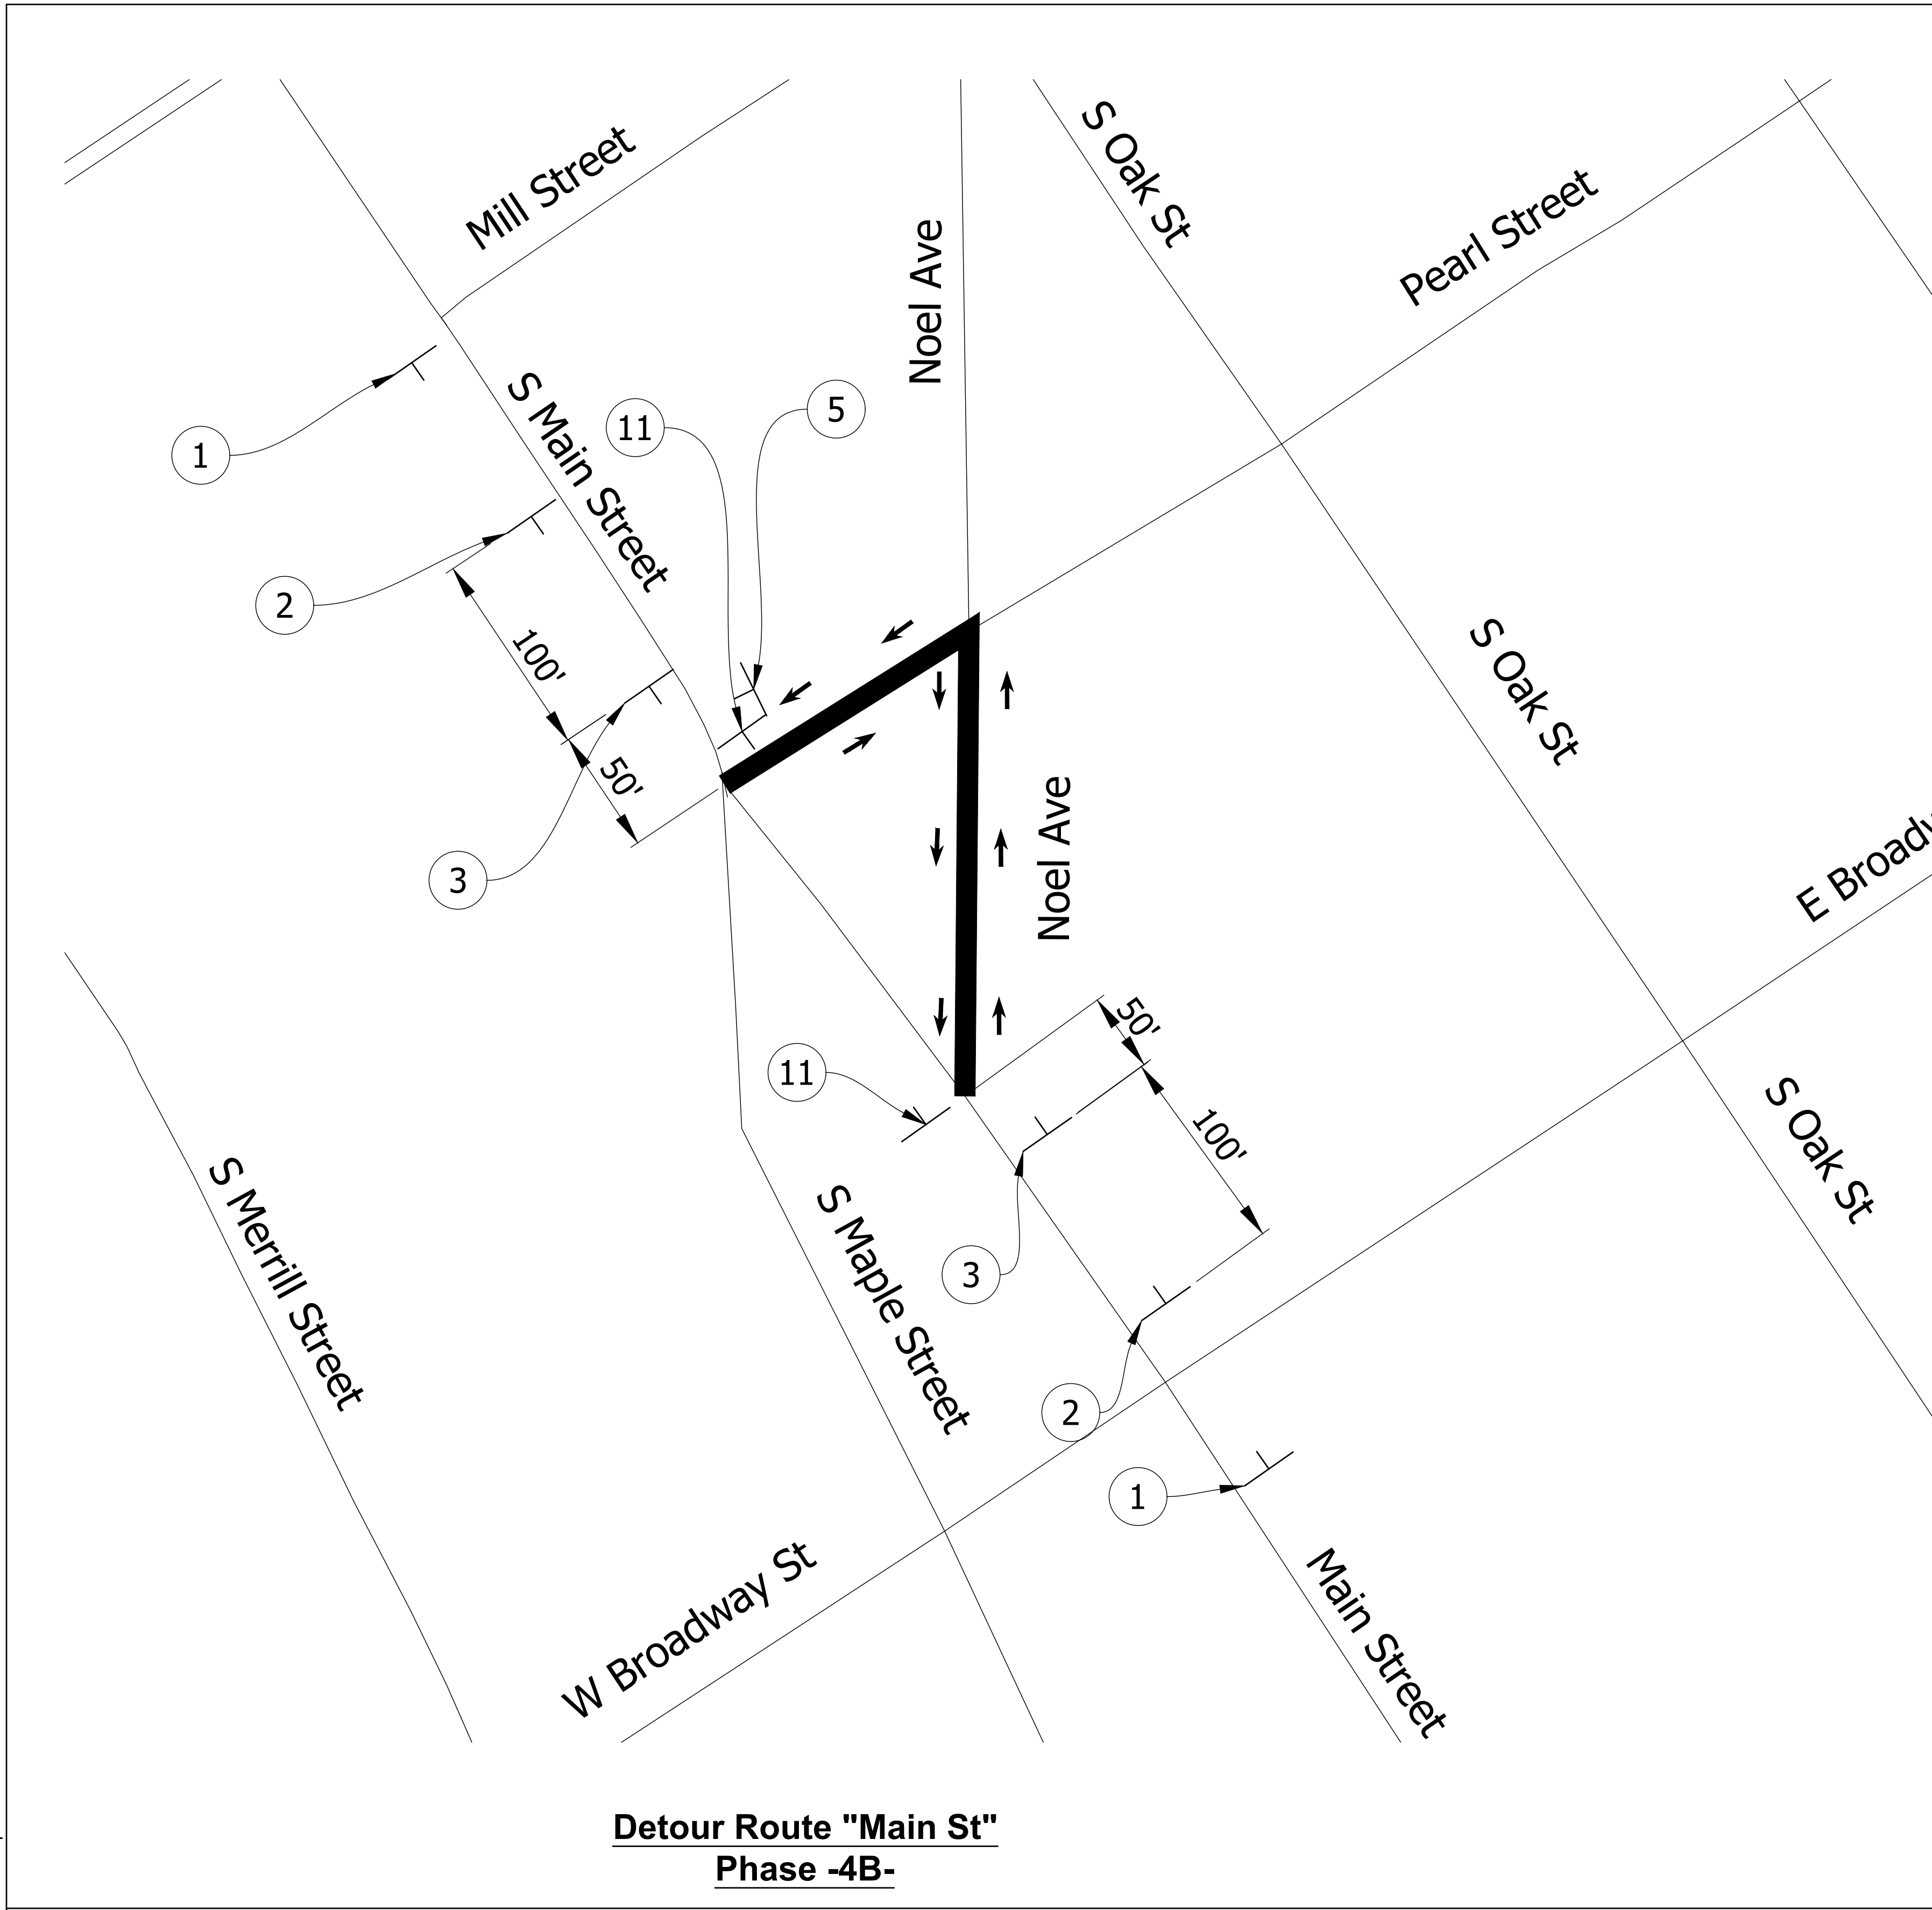 S Oak St
Mill Street
Pearl Street
Noel Ave
S Main Street
5
11
1
2
100'
50'
S Oak St
3
Noel Ave
E Broadw
50'
11
100'
S Oak St
S Merrill Street
S Maple Street
3
2
1
W Broadway St
Main Street
Detour Route "Main St"
Phase -4B-